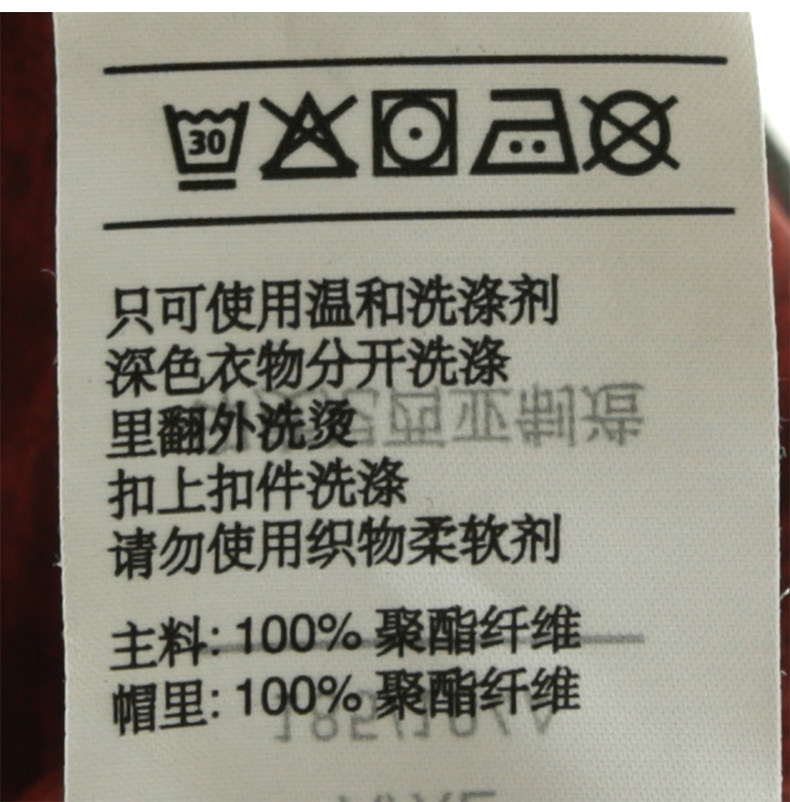 30
只可使用温和洗涤剂
深色衣物分开洗涤
里翻外洗烫
扣上扣件洗涤
请勿使用织物柔软剂
主料: 100% 聚酯纤维
帽里: 100% 聚酯纤维